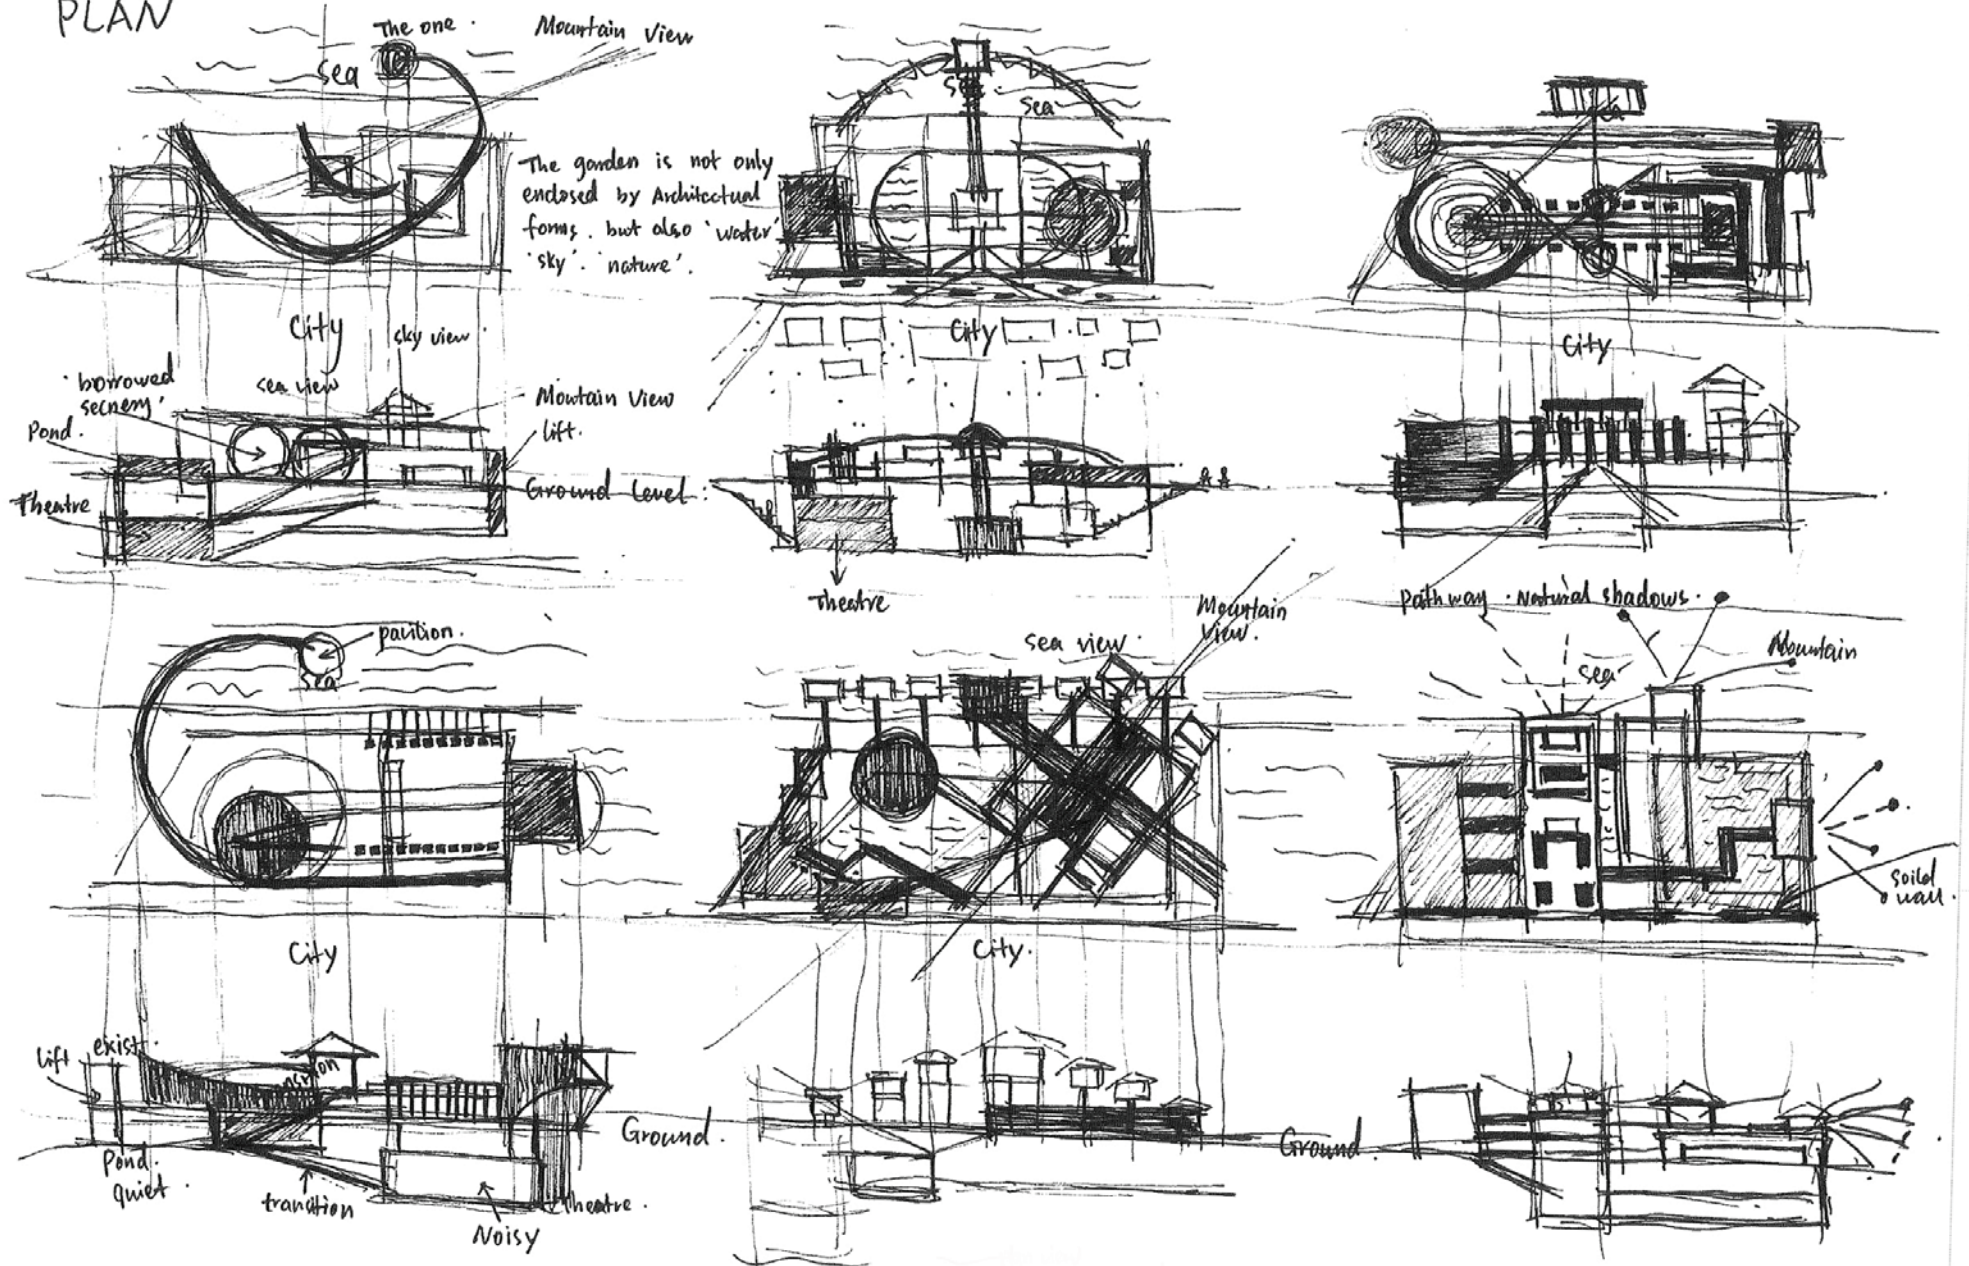 PLAN
The one.
Mountain View
sea
The garden is not only
enclosed by Architectual
forms. but also 'water'
'sky'. 'nature'.
City
sky view
sea view
'borrowed
secnery'
Pond.
Theatre
Mountain View
lift.
Ground Level:
Sea
Sea
City
Theatre
City
Pathway. Natural shadows.
pavilion.
sea
City
sea view.
Mountain
View.
City.
sea
Mountain
soild
wall.
lift
exist.
transition
Pond.
quiet.
transition
Noisy
Theatre.
Ground.
Ground.